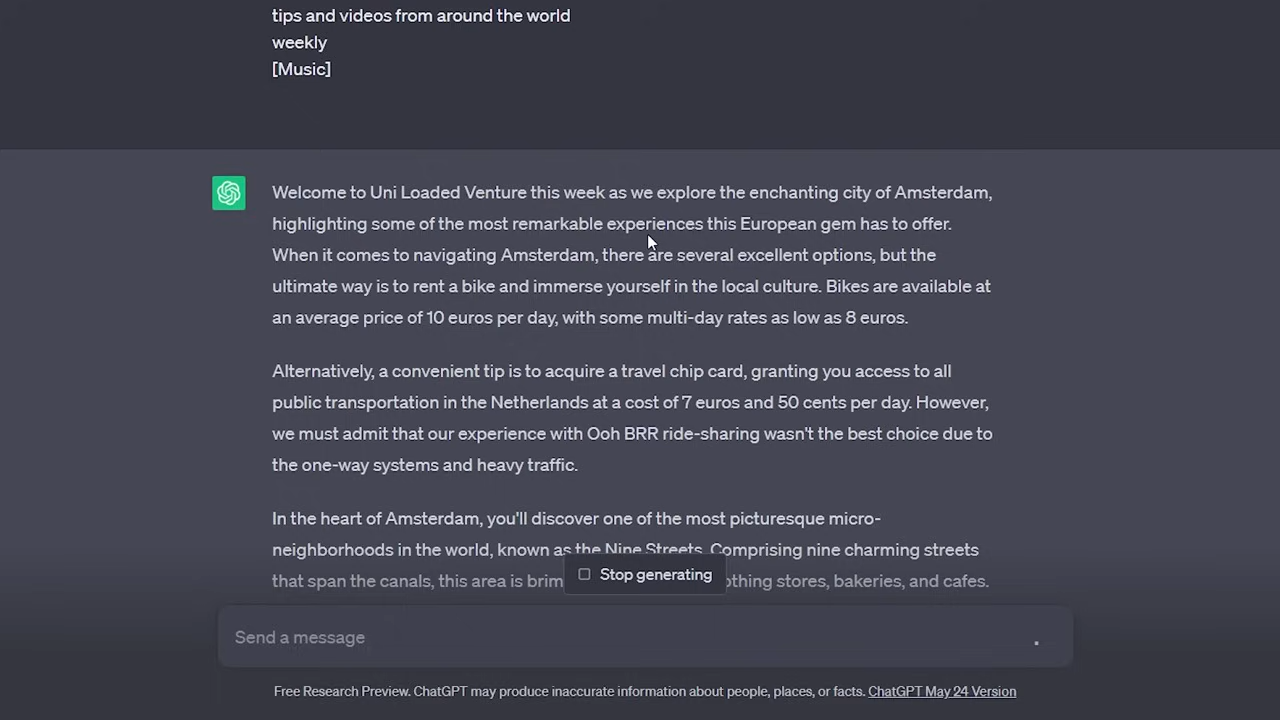 tips and videos from around the world
weekly
[Music]
Welcome to Uni Loaded Venture this week as we explore the enchanting city of Amsterdam,
highlighting some of the most remarkable experiences this European gem has to offer.
When it comes to navigating Amsterdam, there are several excellent options, but the
ultimate way is to rent a bike and immerse yourself in the local culture. Bikes are available at
an average price of 10 euros per day, with some multi-day rates as low as 8 euros.
Alternatively, a convenient tip is to acquire a travel chip card, granting you access to all
public transportation in the Netherlands at a cost of 7 euros and 50 cents per day. However,
we must admit that our experience with Ooh BRR ride-sharing wasn't the best choice due to
the one-way systems and heavy traffic.
In the heart of Amsterdam, you'll discover one of the most picturesque micro-
neighborhoods in the world, known as the Nine Streets. Comprising nine charming streets
that span the canals, this area is brim othing stores, bakeries, and cafes.
Stop generating
Send a message
Free Research Preview. ChatGPT may produce inaccurate information about people, places, or facts. ChatGPT May 24 Version